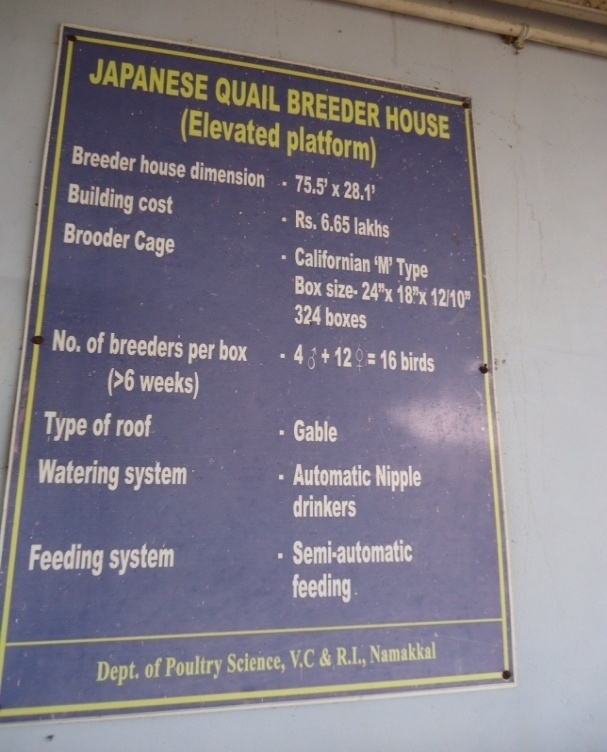 JAPANESE QUAIL BREEDER HOUSE
(Elevated platform)
Breeder house dimension - 75.5' x 28.1'
Building cost - Rs. 6.65 lakhs
Brooder Cage - Californian 'M' Type
Box size- 24"x 18"x 12/10"
324 boxes
No. of breeders per box - 4 ♂ + 12 ♀ = 16 birds
(>6 weeks)
Type of roof - Gable
Watering system - Automatic Nipple
drinkers
Feeding system - Semi-automatic
feeding
Dept. of Poultry Science, V.C & R.I., Namakkal